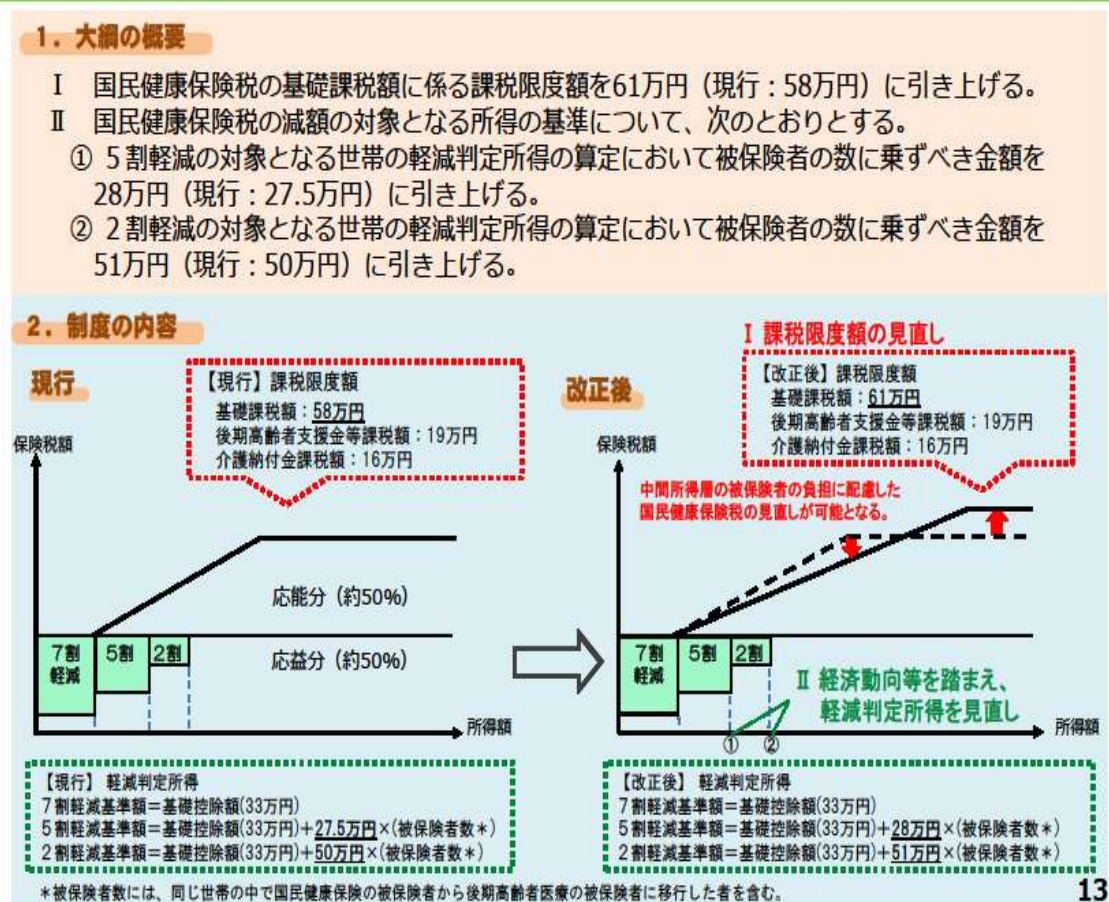 1．大綱の概要
Ⅰ　国民健康保険税の基礎課税額に係る課税限度額を61万円（現行：58万円）に引き上げる。
Ⅱ　国民健康保険税の減額の対象となる所得の基準について、次のとおりとする。
① ５割軽減の対象となる世帯の軽減判定所得の算定において被保険者の数に乗ずべき金額を
28万円（現行：27.5万円）に引き上げる。
② ２割軽減の対象となる世帯の軽減判定所得の算定において被保険者の数に乗ずべき金額を
51万円（現行：50万円）に引き上げる。
2．制度の内容
現行
【現行】課税限度額
基礎課税額：58万円
後期高齢者支援金等課税額：19万円
介護納付金課税額：16万円
保険税額
応能分（約50%）
応益分（約50%）
7割
軽減
5割
2割
所得額
【現行】 軽減判定所得
７割軽減基準額＝基礎控除額(33万円)
５割軽減基準額＝基礎控除額(33万円)＋27.5万円×(被保険者数＊)
２割軽減基準額＝基礎控除額(33万円)＋50万円×(被保険者数＊)
Ⅰ 課税限度額の見直し
改正後
【改正後】課税限度額
基礎課税額：61万円
後期高齢者支援金等課税額：19万円
介護納付金課税額：16万円
保険税額
中間所得層の被保険者の負担に配慮した
国民健康保険税の見直しが可能となる。
7割
軽減
5割
2割
Ⅱ 経済動向等を踏まえ、
軽減判定所得を見直し
① ②
所得額
【改正後】 軽減判定所得
７割軽減基準額＝基礎控除額(33万円)
５割軽減基準額＝基礎控除額(33万円)＋28万円×(被保険者数＊)
２割軽減基準額＝基礎控除額(33万円)＋51万円×(被保険者数＊)
＊被保険者数には、同じ世帯の中で国民健康保険の被保険者から後期高齢者医療の被保険者に移行した者を含む。
13